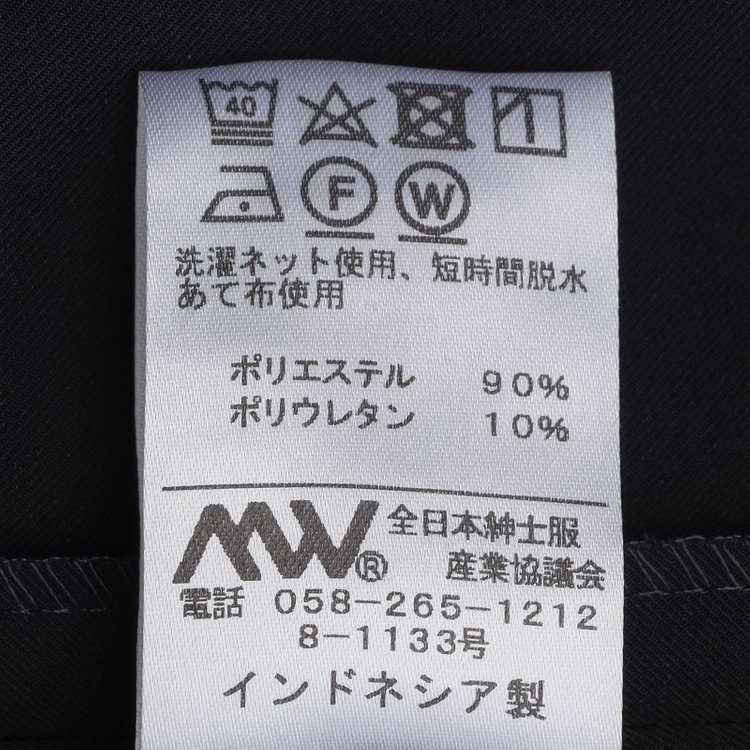 40
F W
洗濯ネット使用、短時間脱水
あて布使用
ポリエステル 90%
ポリウレタン 10%
MW® 全日本紳士服
産業協議会
電話 058-265-1212
8-1133号
インドネシア製